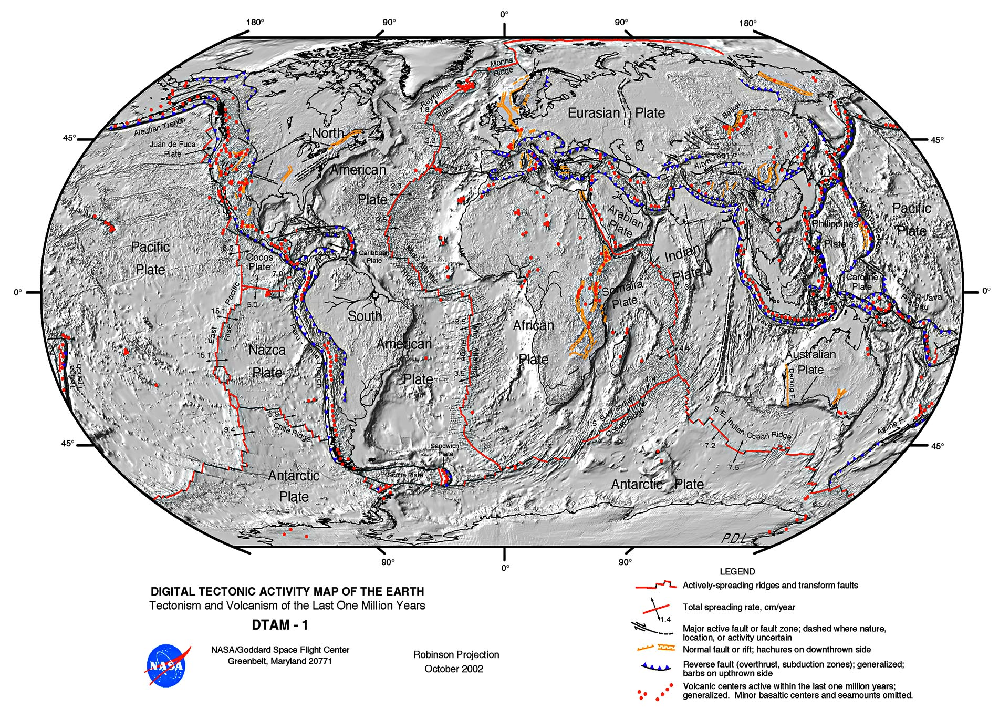 0°
180°
90°
90°
180°
Mohns
Ridge
Reykjanes
Ridge
1.8
Eurasian Plate
Baikal
Rift
Aleutian Trench
North
45°
45°
Juan de Fuca
Plate
2.3
Tanlu F.
Altyn Tagh F.
American
Azores F.Z.
2.3
Plate
Arabian
Plate
Pacific
Plate
Mariana Trench
2.5
Philippines
Plate
Pacific
Plate
8.6
Cocos
Plate
Caribbean
Plate
Mid-Atlantic
Ridge
Indian
Plate
7.0
2.7
3.0
Caroline
Plate
Ontong-Java
Plateau
0°
0°
5.0
Somalia
Plate
East Pacific
Rise
15.1
South
3.5
African
Java Trench
Peru
Chile Trench
Nazca
American
Mid-Atlantic
Ridge
4.4
Australian
Plate
15.1
Plate
Plate
3.5
Plate
Tonga
Trench
1.4
Darling F.
5.9
Chile Ridge
1.5
S.W. Indian
Ocean Ridge
S.E. Indian Ocean Ridge
Alpine F.
9.4
45°
45°
Sandwich
Plate
1.4
7.2
7.5
Antarctic
Plate
Scotia Plate
Antarctic Plate
P.D.L
90°
0°
90°
LEGEND
Actively-spreading ridges and transform faults
Total spreading rate, cm/year
1.4
Major active fault or fault zone; dashed where nature,
location, or activity uncertain
Normal fault or rift; hachures on downthrown side
Reverse fault (overthrust, subduction zones); generalized;
barbs on upthrown side
Volcanic centers active within the last one million years;
generalized. Minor basaltic centers and seamounts omitted.
DIGITAL TECTONIC ACTIVITY MAP OF THE EARTH
Tectonism and Volcanism of the Last One Million Years
DTAM - 1
NASA
NASA/Goddard Space Flight Center
Greenbelt, Maryland 20771
Robinson Projection
October 2002